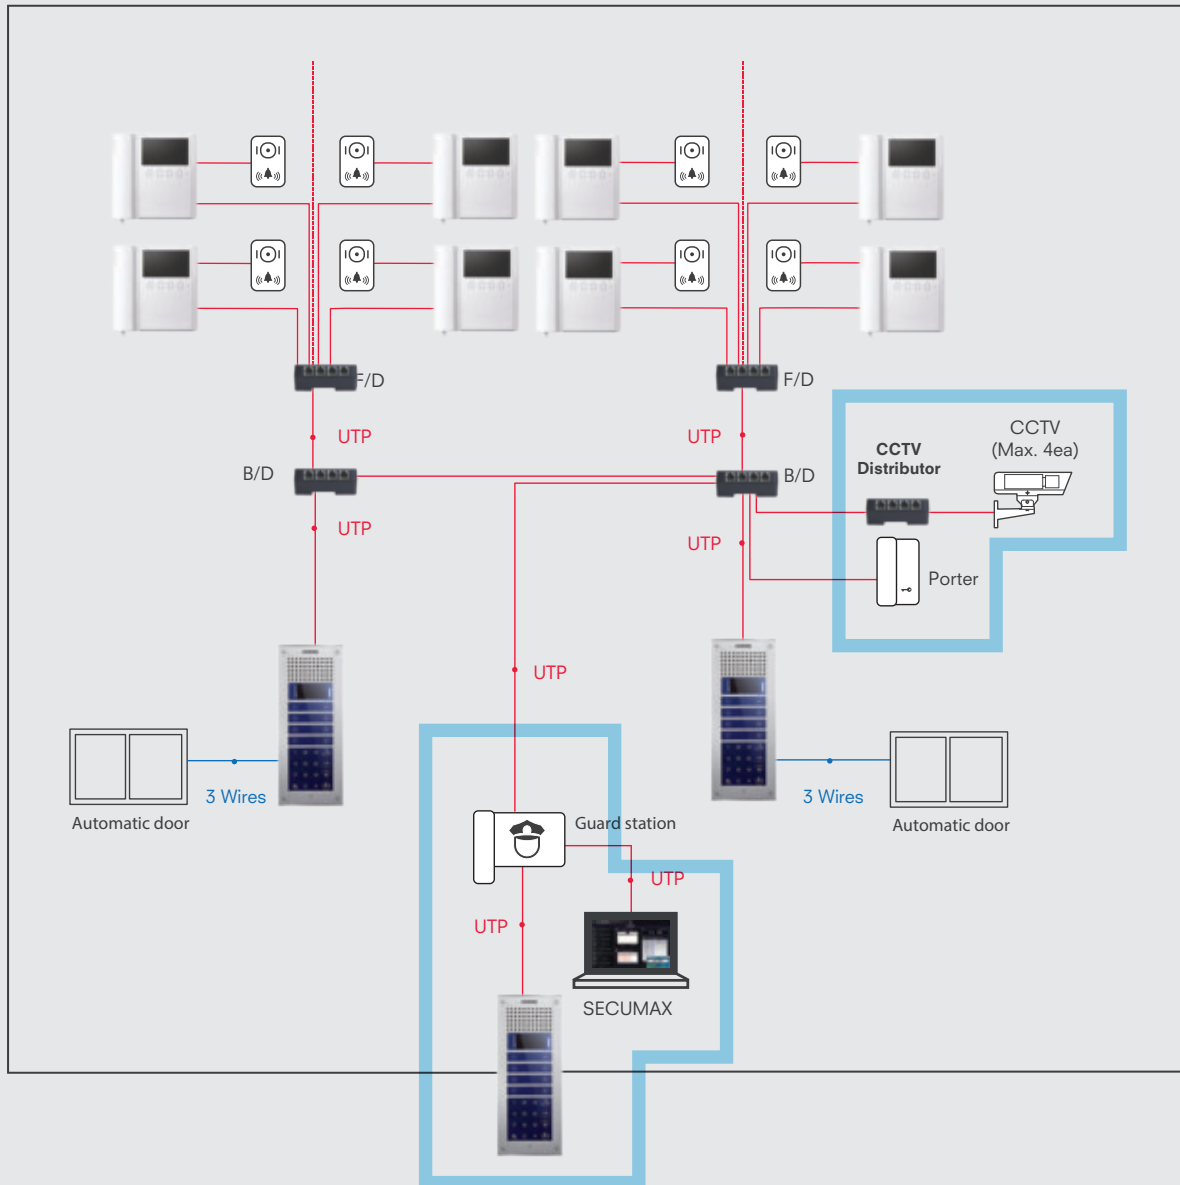 F/D
F/D
UTP
UTP
B/D
B/D
CCTV
Distributor
CCTV
(Max. 4ea)
UTP
UTP
Porter
UTP
3 Wires
3 Wires
Automatic door
Automatic door
Guard station
UTP
UTP
SECUMAX